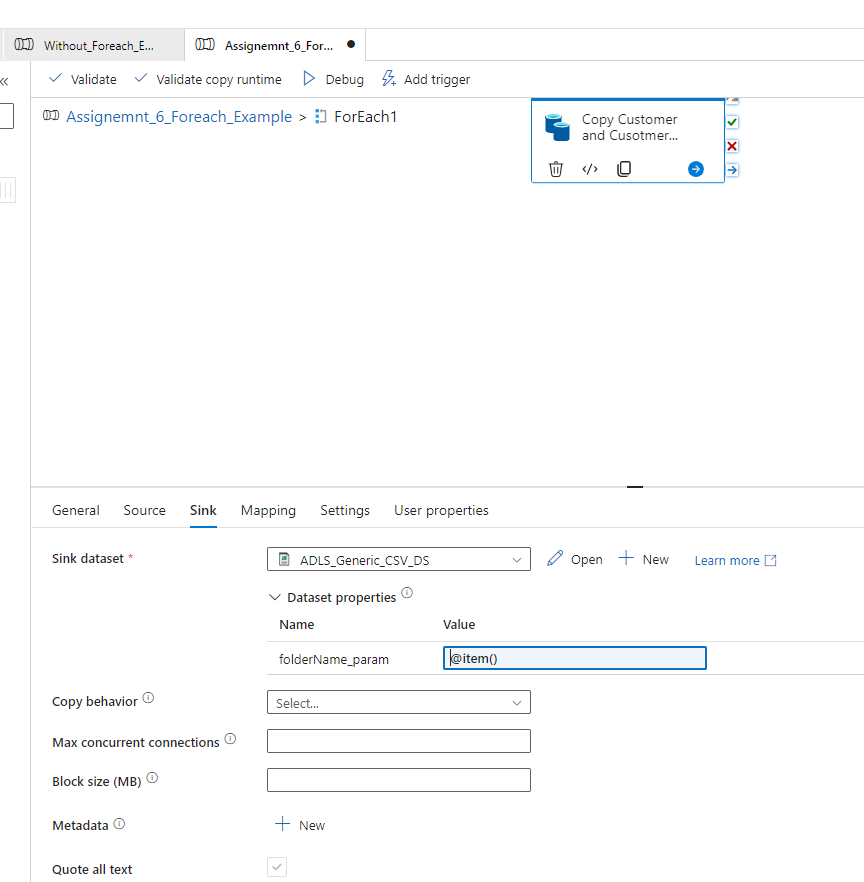 Without_Foreach_E...
Assignemnt_6_For...
Validate
Validate copy runtime
Debug
Add trigger
Assignemnt_6_Foreach_Example > ForEach1
Copy Customer
and Cusotmer...
General
Source
Sink
Mapping
Settings
User properties
Sink dataset *
ADLS_Generic_CSV_DS
Open
New
Learn more
Dataset properties
Name
Value
folderName_param
@item()
Copy behavior
Select...
Max concurrent connections
Block size (MB)
Metadata
New
Quote all text